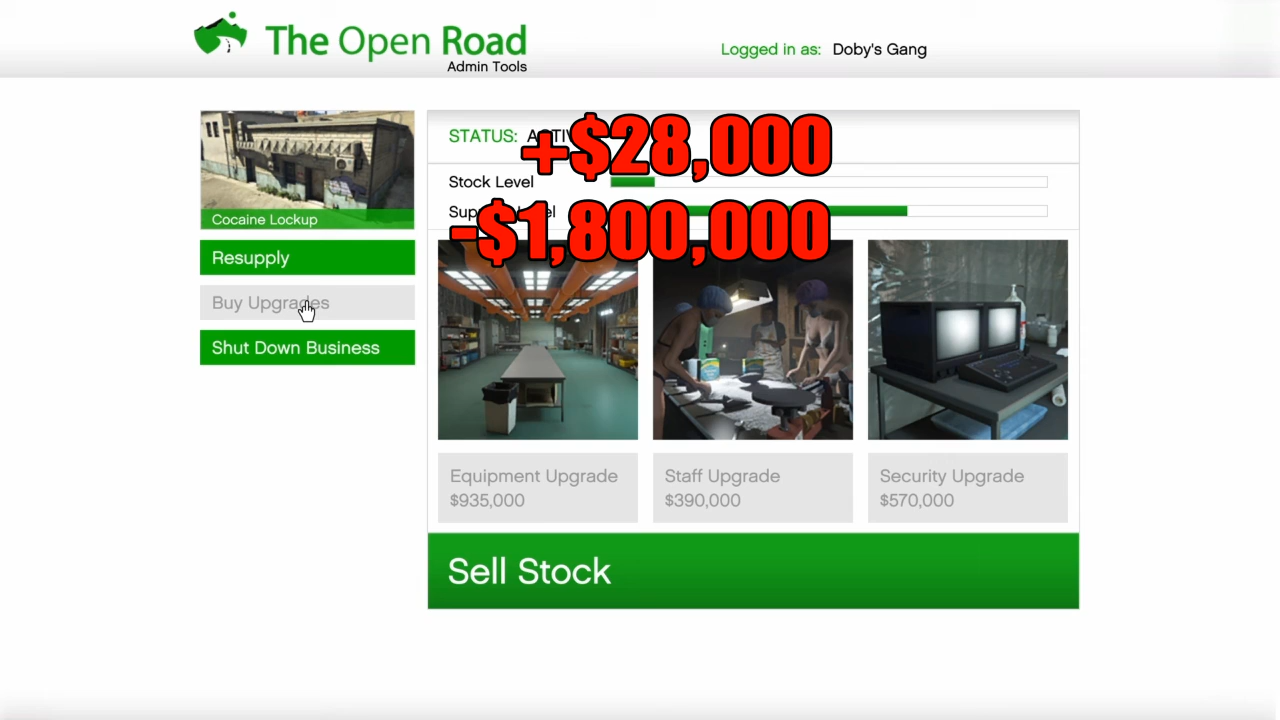 The Open Road
Admin Tools
Logged in as: Doby's Gang
STATUS:
+$28,000
Stock Level
-$1,800,000
Cocaine Lockup
Resupply
Buy Upgrades
Shut Down Business
Equipment Upgrade
$935,000
Staff Upgrade
$390,000
Security Upgrade
$570,000
Sell Stock